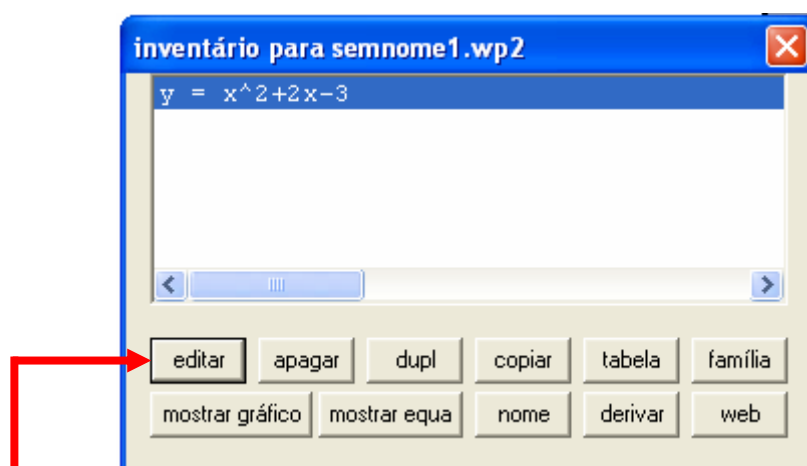 inventário para semnome1.wp2
y = x^2+2x-3
editar apagar dupl copiar tabela família
mostrar gráfico mostrar equa nome derivar web